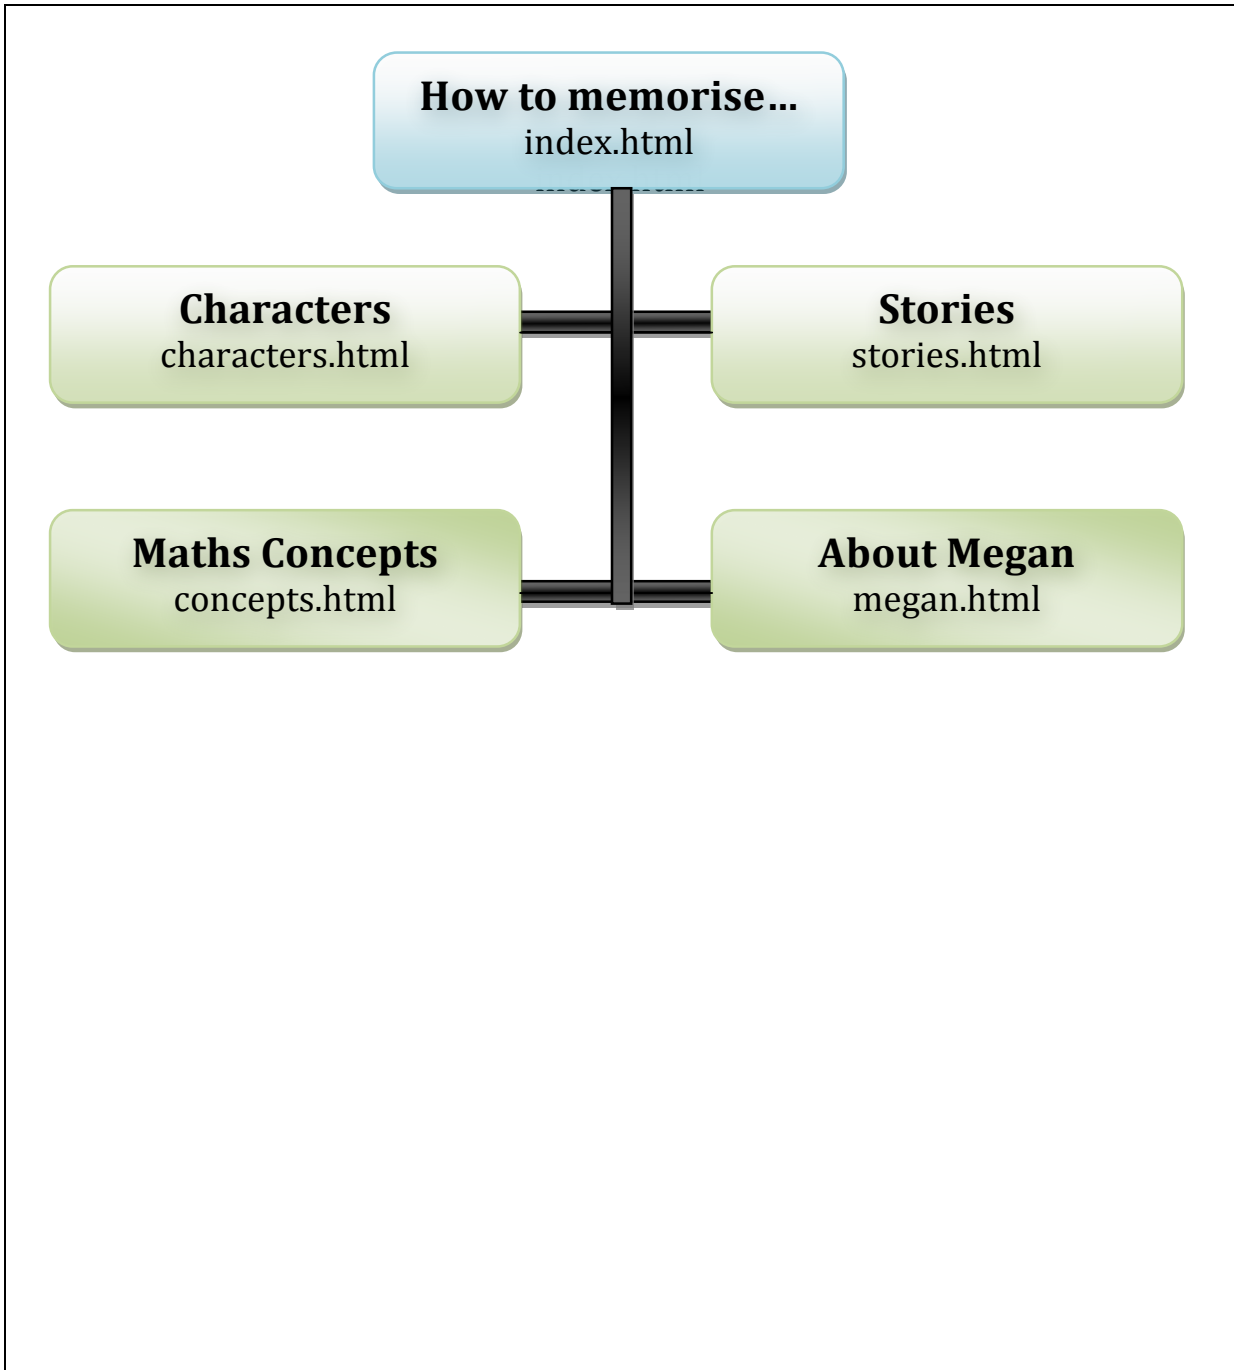 How to memorise…
index.html
Characters
characters.html
Stories
stories.html
Maths Concepts
concepts.html
About Megan
megan.html